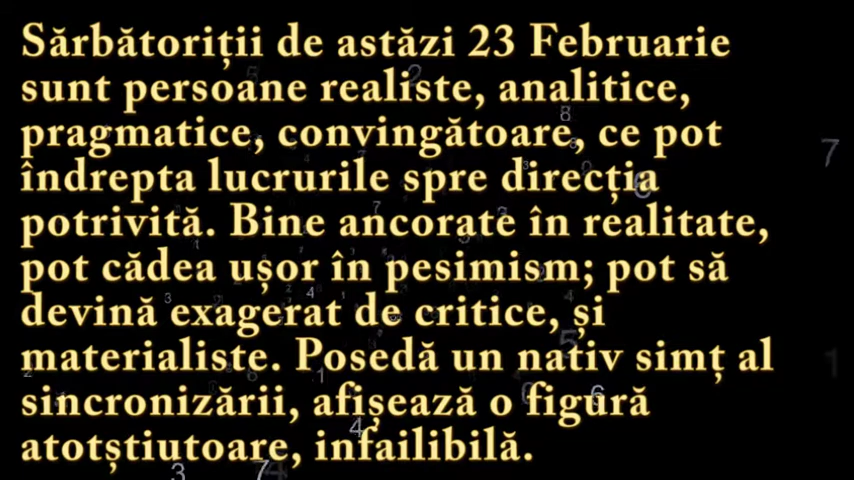 Sărbătoriții de astăzi 23 Februarie
sunt persoane realiste, analitice,
pragmatice, convingătoare, ce pot
îndrepta lucrurile spre direcția
potrivită. Bine ancorate în realitate,
pot cădea ușor în pesimism; pot să
devină exagerat de critice, și
materialiste. Posedă un nativ simț al
sincronizării, afișează o figură
atotștiutoare, infailibilă.